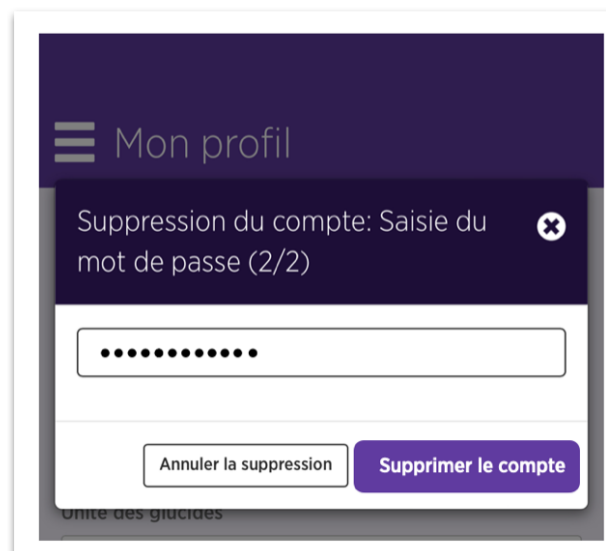 Mon profil
Suppression du compte: Saisie du
mot de passe (2/2)
••••••••••••
Annuler la suppression
Supprimer le compte
Unité des glucides